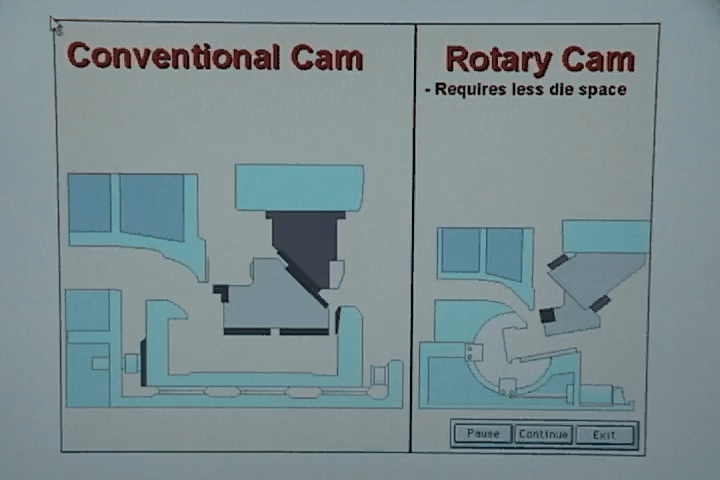 Conventional Cam
Rotary Cam
- Requires less die space
Pause Continue Exit